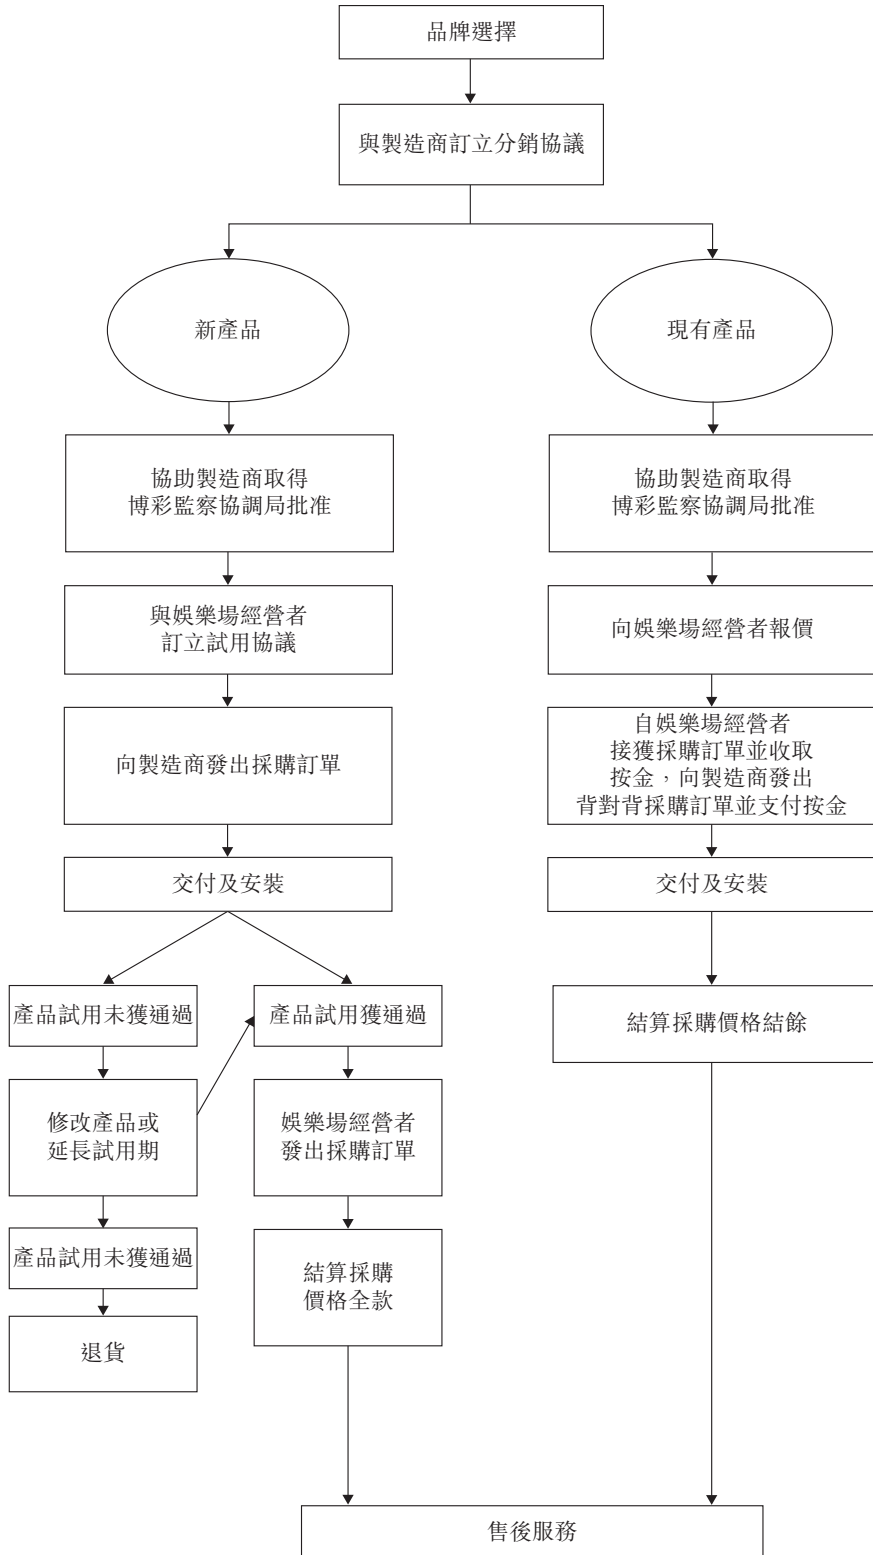 品牌選擇
與製造商訂立分銷協議
新產品
現有產品
協助製造商取得
博彩監察協調局批准
協助製造商取得
博彩監察協調局批准
與娛樂場經營者
訂立試用協議
向娛樂場經營者報價
向製造商發出採購訂單
自娛樂場經營者
接獲採購訂單並收取
按金，向製造商發出
背對背採購訂單並支付按金
交付及安裝
交付及安裝
產品試用未獲通過
產品試用獲通過
結算採購價格結餘
修改產品或
延長試用期
娛樂場經營者
發出採購訂單
產品試用未獲通過
結算採購
價格全款
退貨
售後服務